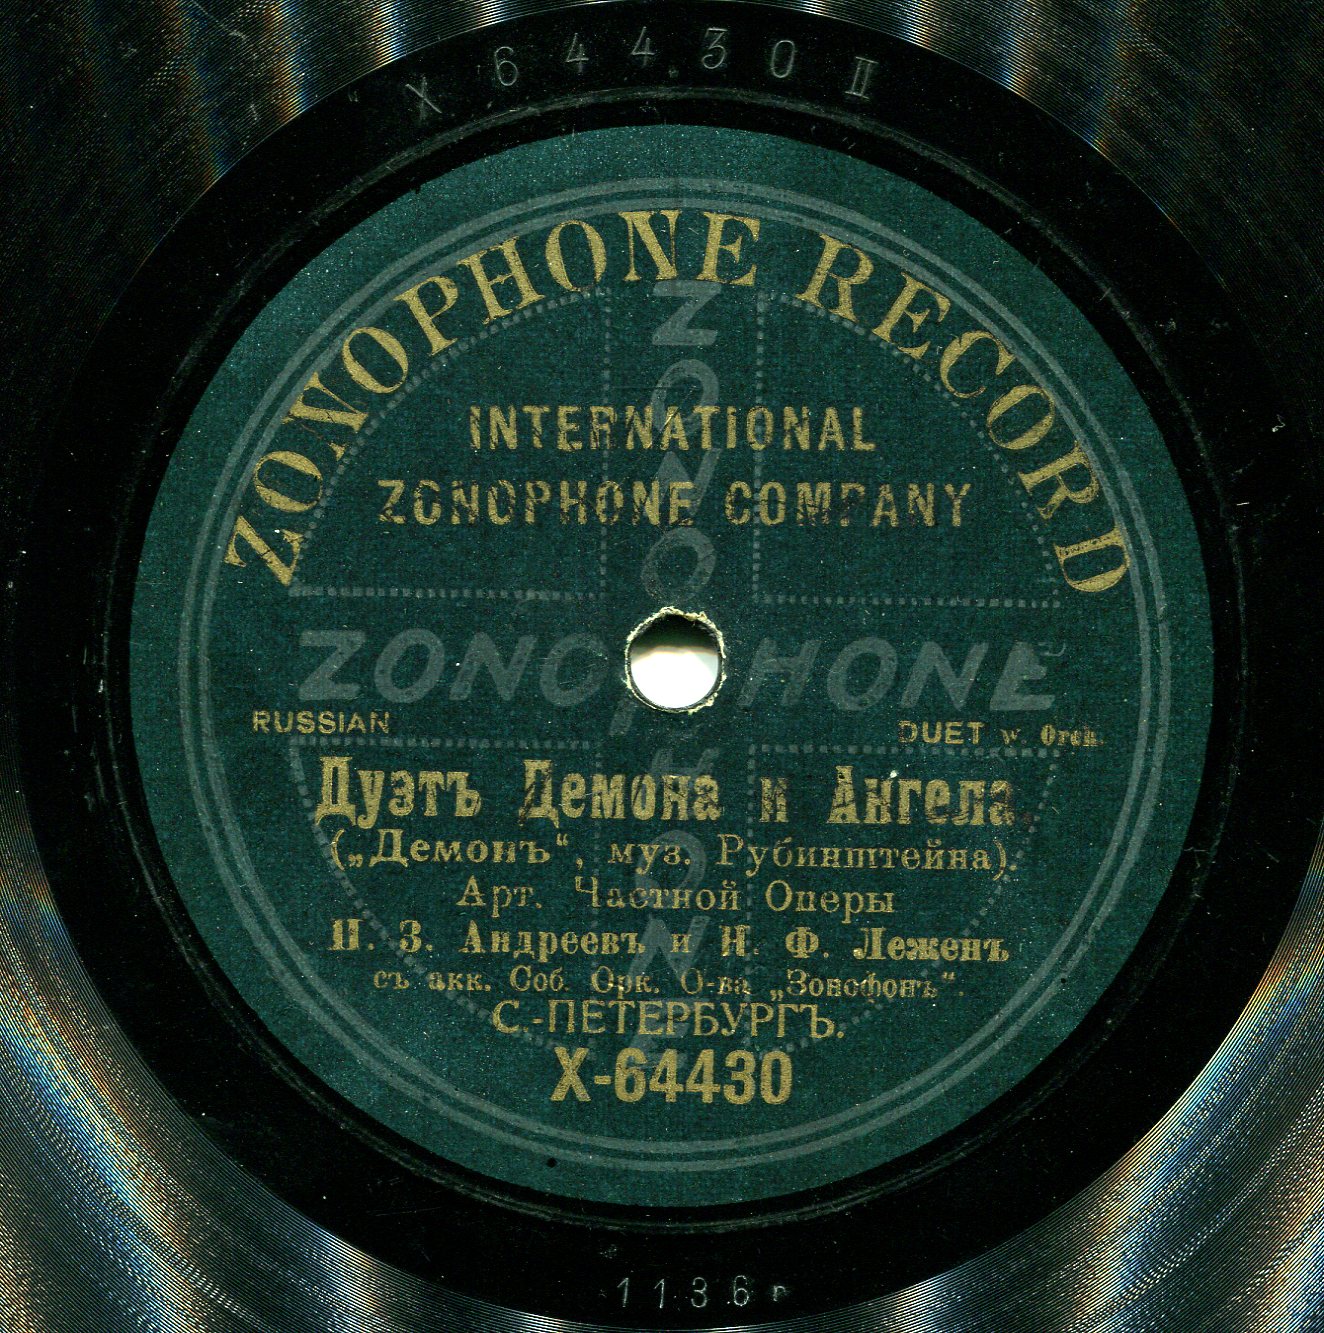 X 64430 II
ZONOPHONE RECORD
INTERNATIONAL
ZONOPHONE COMPANY
ZONOPHONE
ZONOPHONE
RUSSIAN
DUET w. Orch.
Дуэтъ Демона и Ангела.
(„Демонъ“, муз. Рубинштейна).
Арт. Частной Оперы
П. З. Андреевъ и Н. Ф. Леженъ
съ акк. Соб. Орк. О-ва „Зонофонъ“.
С.-ПЕТЕРБУРГЪ.
X-64430
1136